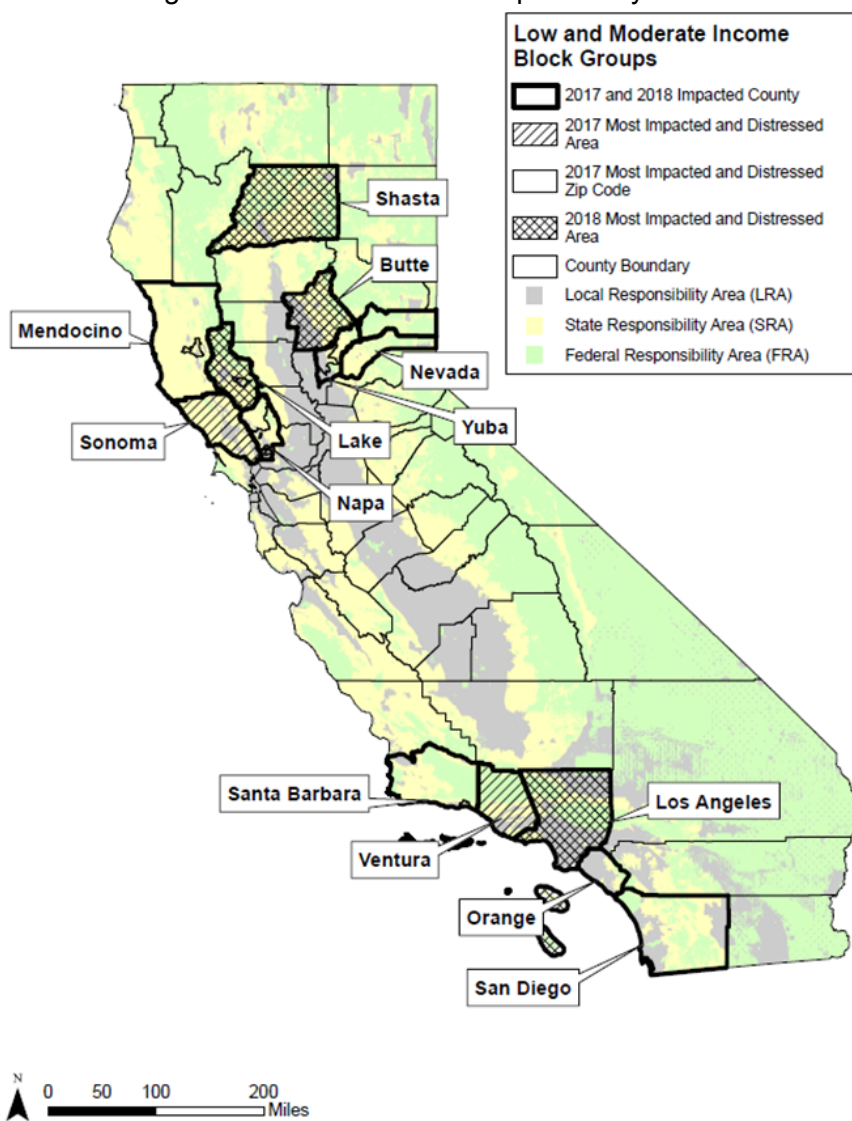 Low and Moderate Income
Block Groups
2017 and 2018 Impacted County
2017 Most Impacted and Distressed
Area
2017 Most Impacted and Distressed
Zip Code
2018 Most Impacted and Distressed
Area
County Boundary
Local Responsibility Area (LRA)
State Responsibility Area (SRA)
Federal Responsibility Area (FRA)
Shasta
Butte
Mendocino
Nevada
Yuba
Sonoma
Lake
Napa
Santa Barbara
Los Angeles
Ventura
Orange
San Diego
N
0 50 100 200
Miles